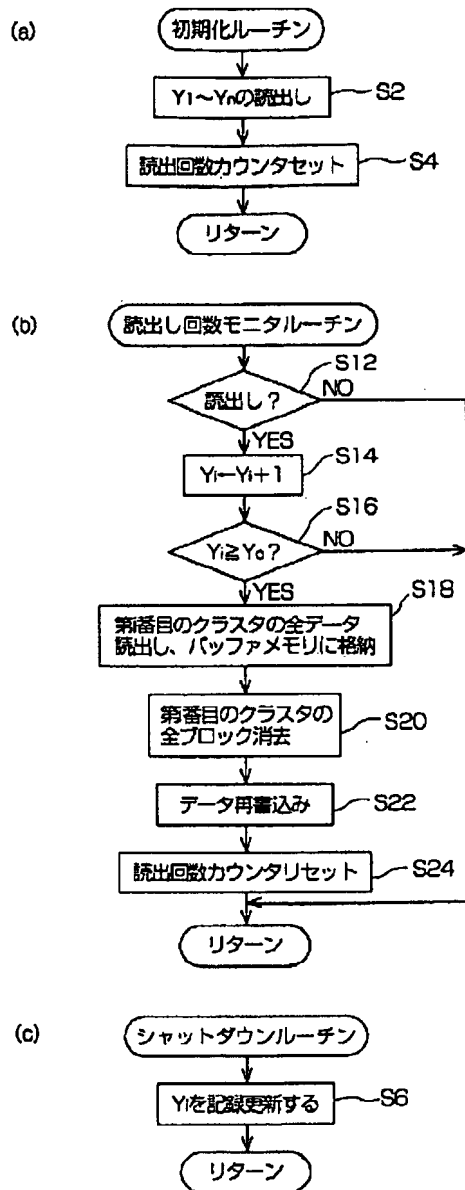 (a)
初期化ルーチン
Y1〜Ynの読出し
S2
読出回数カウンタセット
S4
リターン
(b)
読出し回数モニタルーチン
S12
読出し?
NO
YES
S14
Yi←Yi+1
S16
Yi≧Y0?
NO
YES
S18
第i番目のクラスタの全データ
読出し、バッファメモリに格納
第i番目のクラスタの
全ブロック消去
S20
データ再書込み
S22
読出回数カウンタリセット
S24
リターン
(c)
シャットダウンルーチン
Yiを記録更新する
S6
リターン